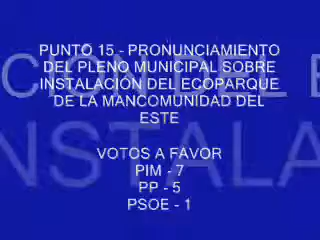 PUNTO 15.- PRONUNCIAMIENTO
DEL PLENO MUNICIPAL SOBRE
INSTALACIÓN DEL ECOPARQUE
DE LA MANCOMUNIDAD DEL
ESTE
VOTOS A FAVOR
PIM - 7
PP - 5
PSOE - 1